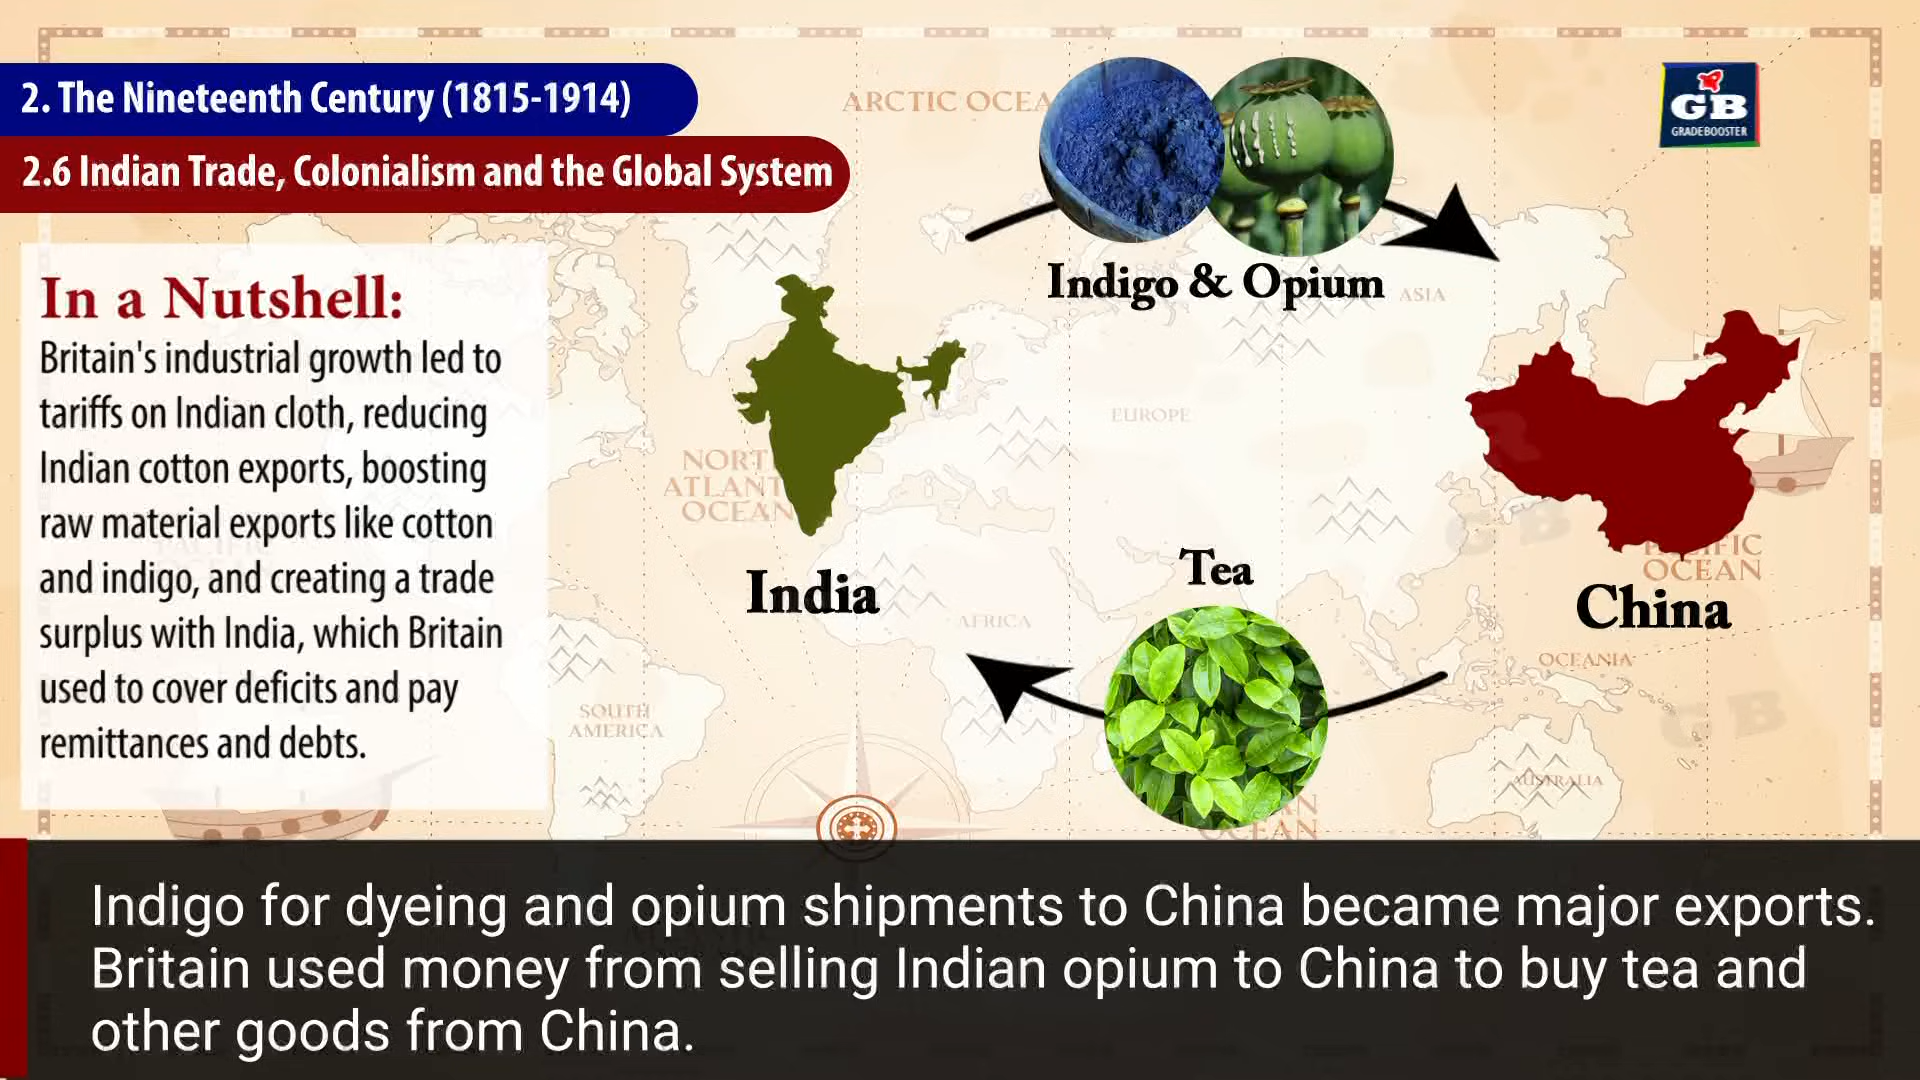 2. The Nineteenth Century (1815-1914)
2.6 Indian Trade, Colonialism and the Global System
GB
GRADEBOOSTER
In a Nutshell:
Britain's industrial growth led to
tariffs on Indian cloth, reducing
Indian cotton exports, boosting
raw material exports like cotton
and indigo, and creating a trade
surplus with India, which Britain
used to cover deficits and pay
remittances and debts.
ARCTIC OCEA
Indigo & Opium
ASIA
EUROPE
NORT
ATLANT
OCEAN
India
Tea
China
PACIFIC
OCEAN
AFRICA
OCEANIA
SOUTH
AMERICA
AUSTRALIA
GB
GB
Indigo for dyeing and opium shipments to China became major exports.
Britain used money from selling Indian opium to China to buy tea and
other goods from China.